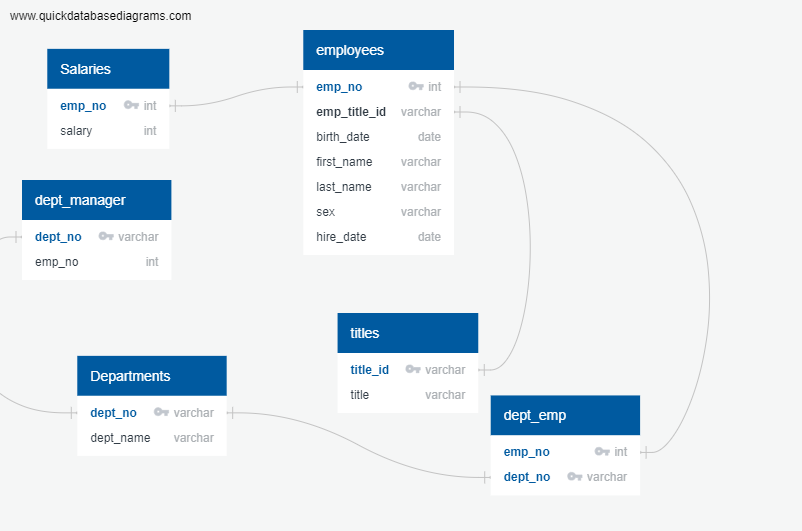 www.quickdatabasediagrams.com
Salaries
emp_no int
salary int
employees
emp_no int
emp_title_id varchar
birth_date date
first_name varchar
last_name varchar
sex varchar
hire_date date
dept_manager
dept_no varchar
emp_no int
titles
title_id varchar
title varchar
Departments
dept_no varchar
dept_name varchar
dept_emp
emp_no int
dept_no varchar